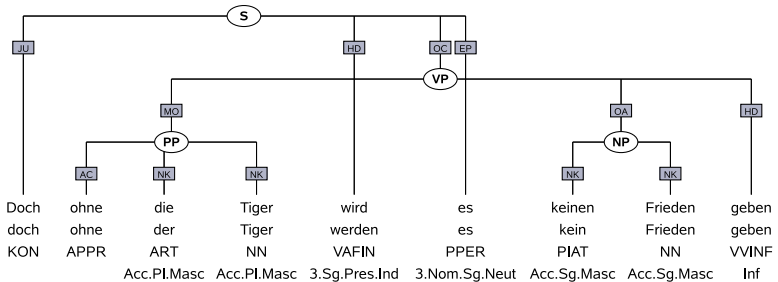 S
JU HD OC EP
VP
MO OA HD
PP NP
AC NK NK NK NK
Doch ohne die Tiger wird es keinen Frieden geben
doch ohne der Tiger werden es kein Frieden geben
KON APPR ART NN VAFIN PPER PIAT NN VVINF
Acc.Pl.Masc Acc.Pl.Masc 3.Sg.Pres.Ind 3.Nom.Sg.Neut Acc.Sg.Masc Acc.Sg.Masc Inf